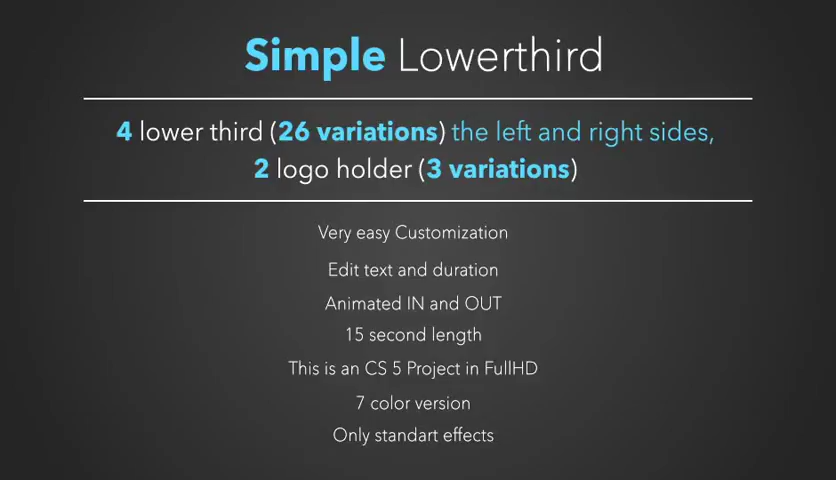 Simple Lowerthird
4 lower third (26 variations) the left and right sides,
2 logo holder (3 variations)
Very easy Customization
Edit text and duration
Animated IN and OUT
15 second length
This is an CS 5 Project in FullHD
7 color version
Only standart effects